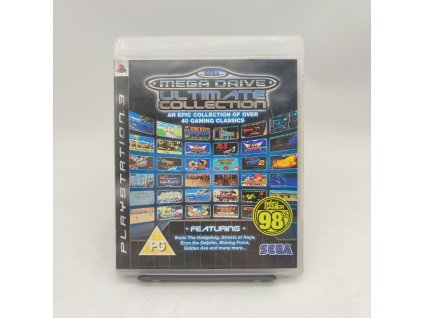 PLAYSTATION 3
SEGA
MEGA DRIVE
ULTIMATE
COLLECTION
AN EPIC COLLECTION OF OVER
40 GAMING CLASSICS
FEATURING
Sonic The Hedgehog, Streets of Rage,
Ecco the Dolphin, Shining Force,
Golden Axe and many more...
PG
GAMER
98
SEGA